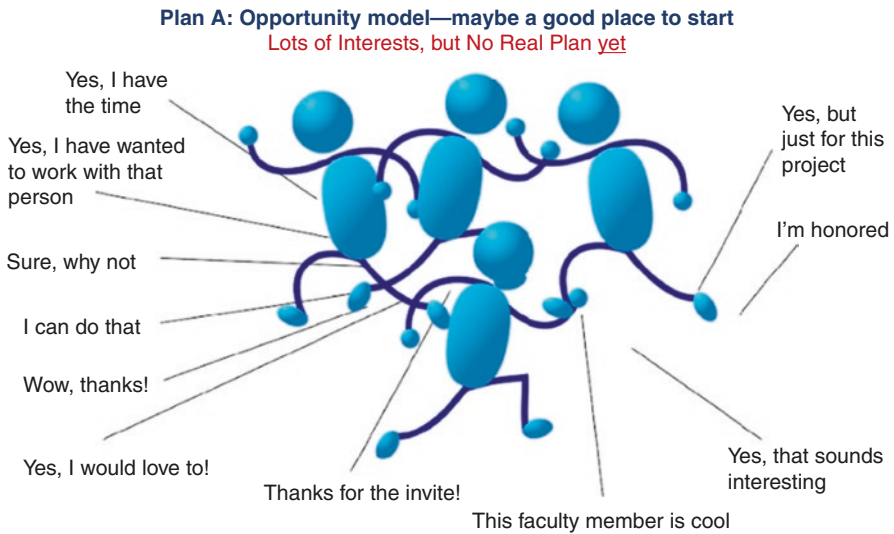 Plan A: Opportunity model—maybe a good place to start
Lots of Interests, but No Real Plan yet
Yes, I have
the time
Yes, I have wanted
to work with that
person
Sure, why not
I can do that
Wow, thanks!
Yes, I would love to!
Thanks for the invite!
This faculty member is cool
Yes, that sounds
interesting
I'm honored
Yes, but
just for this
project